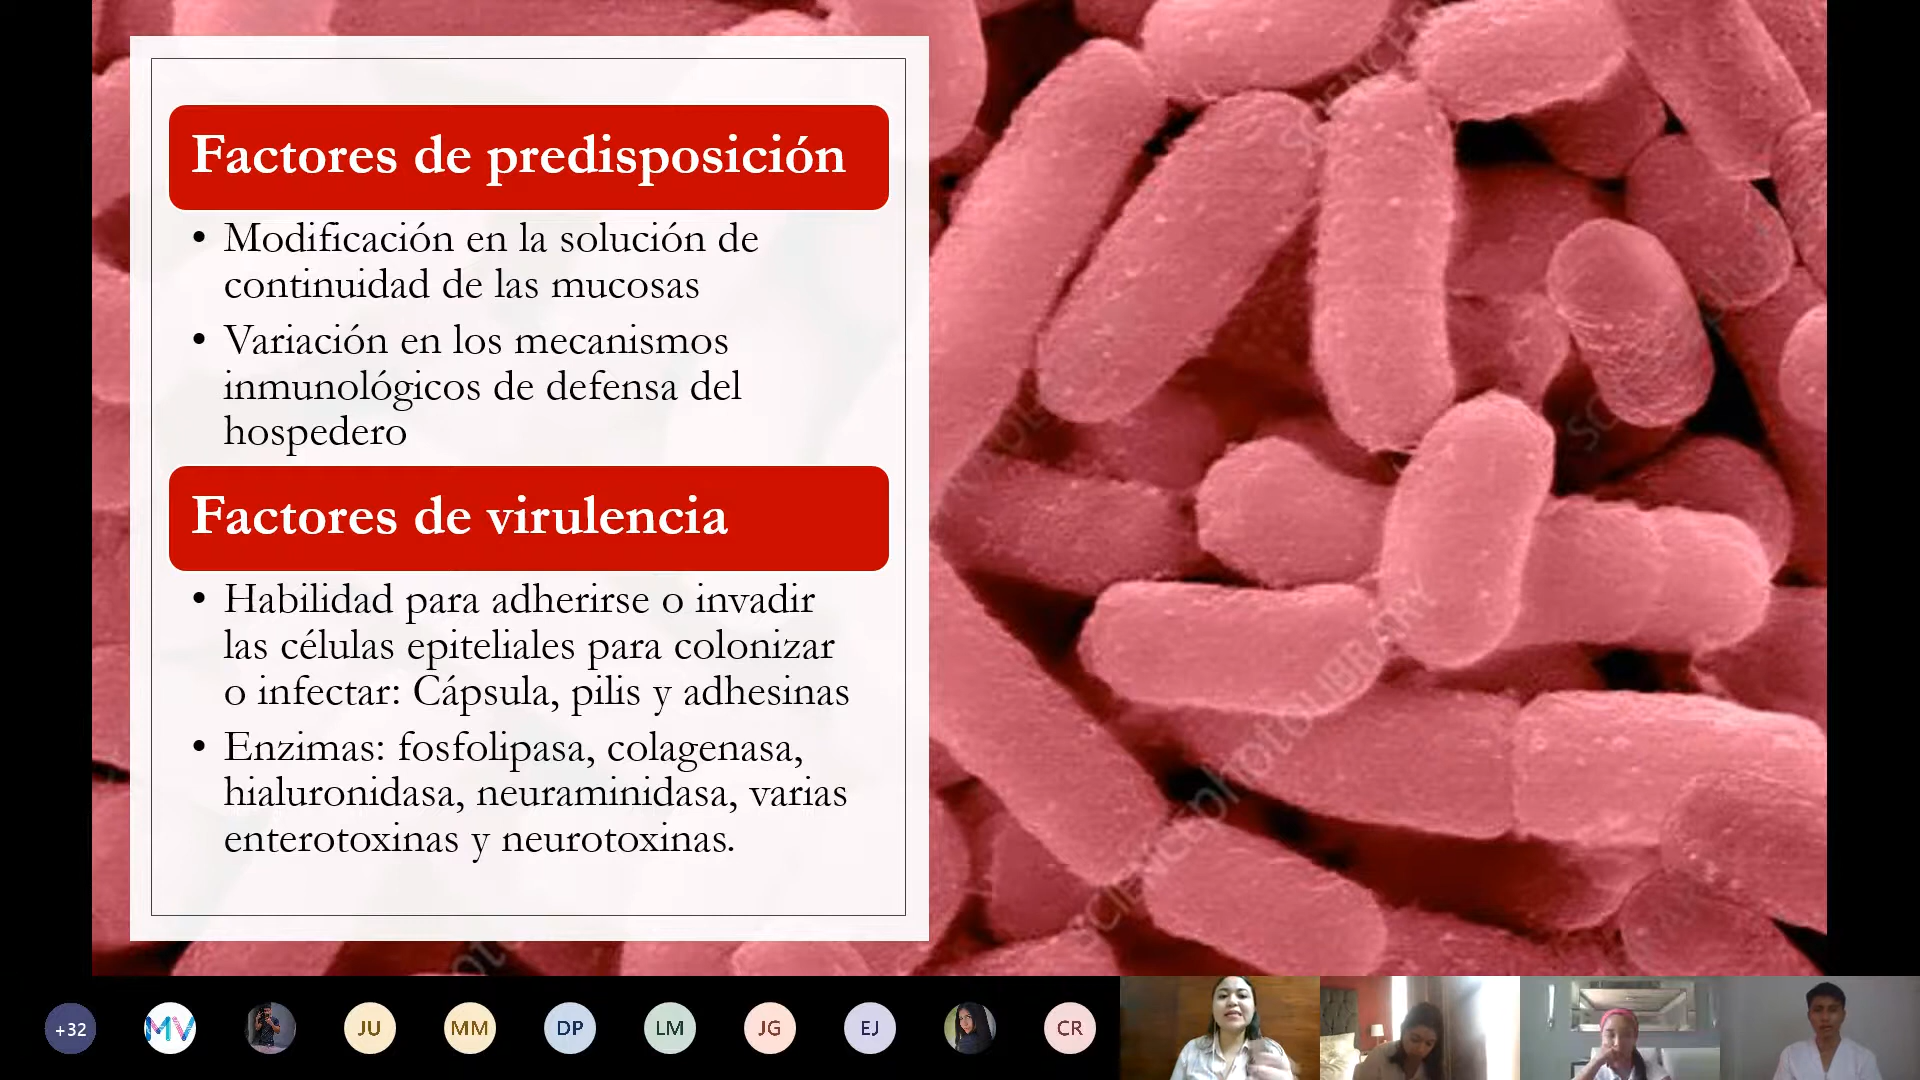 Factores de predisposición
• Modificación en la solución de
continuidad de las mucosas
• Variación en los mecanismos
inmunológicos de defensa del
hospedero
Factores de virulencia
• Habilidad para adherirse o invadir
las células epiteliales para colonizar
o infectar: Cápsula, pilis y adhesinas
• Enzimas: fosfolipasa, colagenasa,
hialuronidasa, neuraminidasa, varias
enterotoxinas y neurotoxinas.
SCIENCEphotoLIBRARY
+32
MV
JU
MM
DP
LM
JG
EJ
CR